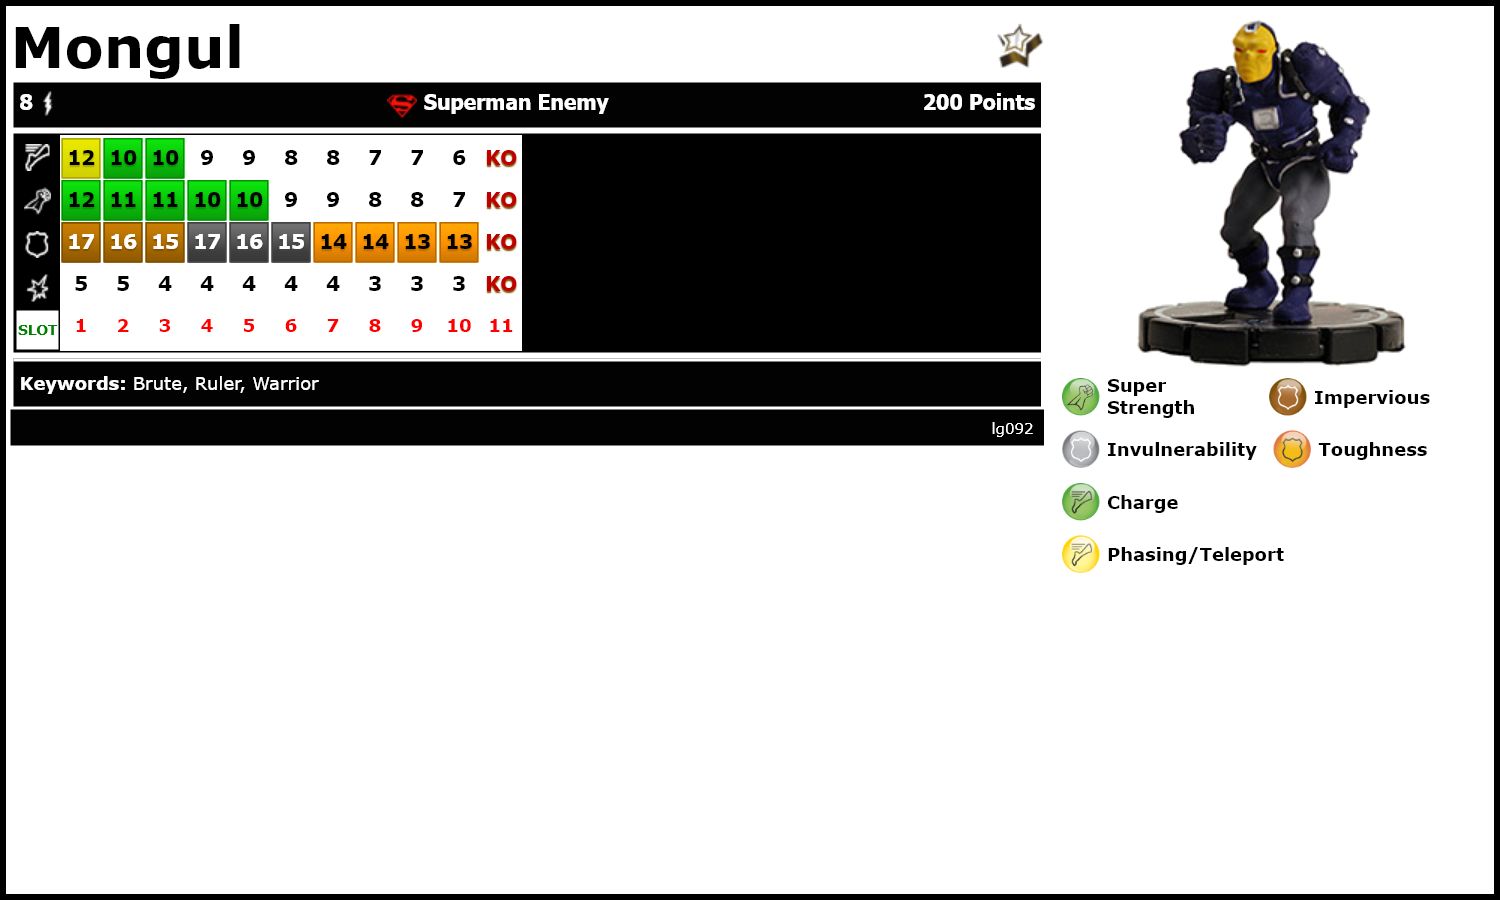 Mongul
8 Superman Enemy 200 Points
12 10 10 9 9 8 8 7 7 6 KO
12 11 11 10 10 9 9 8 8 7 KO
17 16 15 17 16 15 14 14 13 13 KO
5 5 4 4 4 4 4 3 3 3 KO
SLOT 1 2 3 4 5 6 7 8 9 10 11
Keywords: Brute, Ruler, Warrior
lg092
Super
Strength
Impervious
Invulnerability
Toughness
Charge
Phasing/Teleport